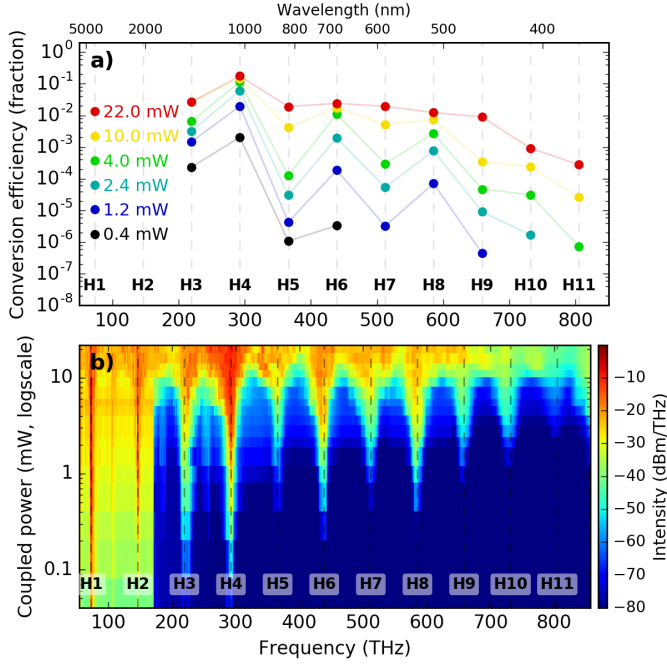 Wavelength (nm)
5000 2000 1000 800 700 600 500 400
a)
Conversion efficiency (fraction)
10^0
10^-1
10^-2
10^-3
10^-4
10^-5
10^-6
10^-7
10^-8
22.0 mW
10.0 mW
4.0 mW
2.4 mW
1.2 mW
0.4 mW
H1 H2 H3 H4 H5 H6 H7 H8 H9 H10 H11
100 200 300 400 500 600 700 800
b)
Coupled power (mW, logscale)
10
1
0.1
H1 H2 H3 H4 H5 H6 H7 H8 H9 H10 H11
100 200 300 400 500 600 700 800
Frequency (THz)
−10
−20
−30
−40
−50
−60
−70
−80
Intensity (dBm/THz)